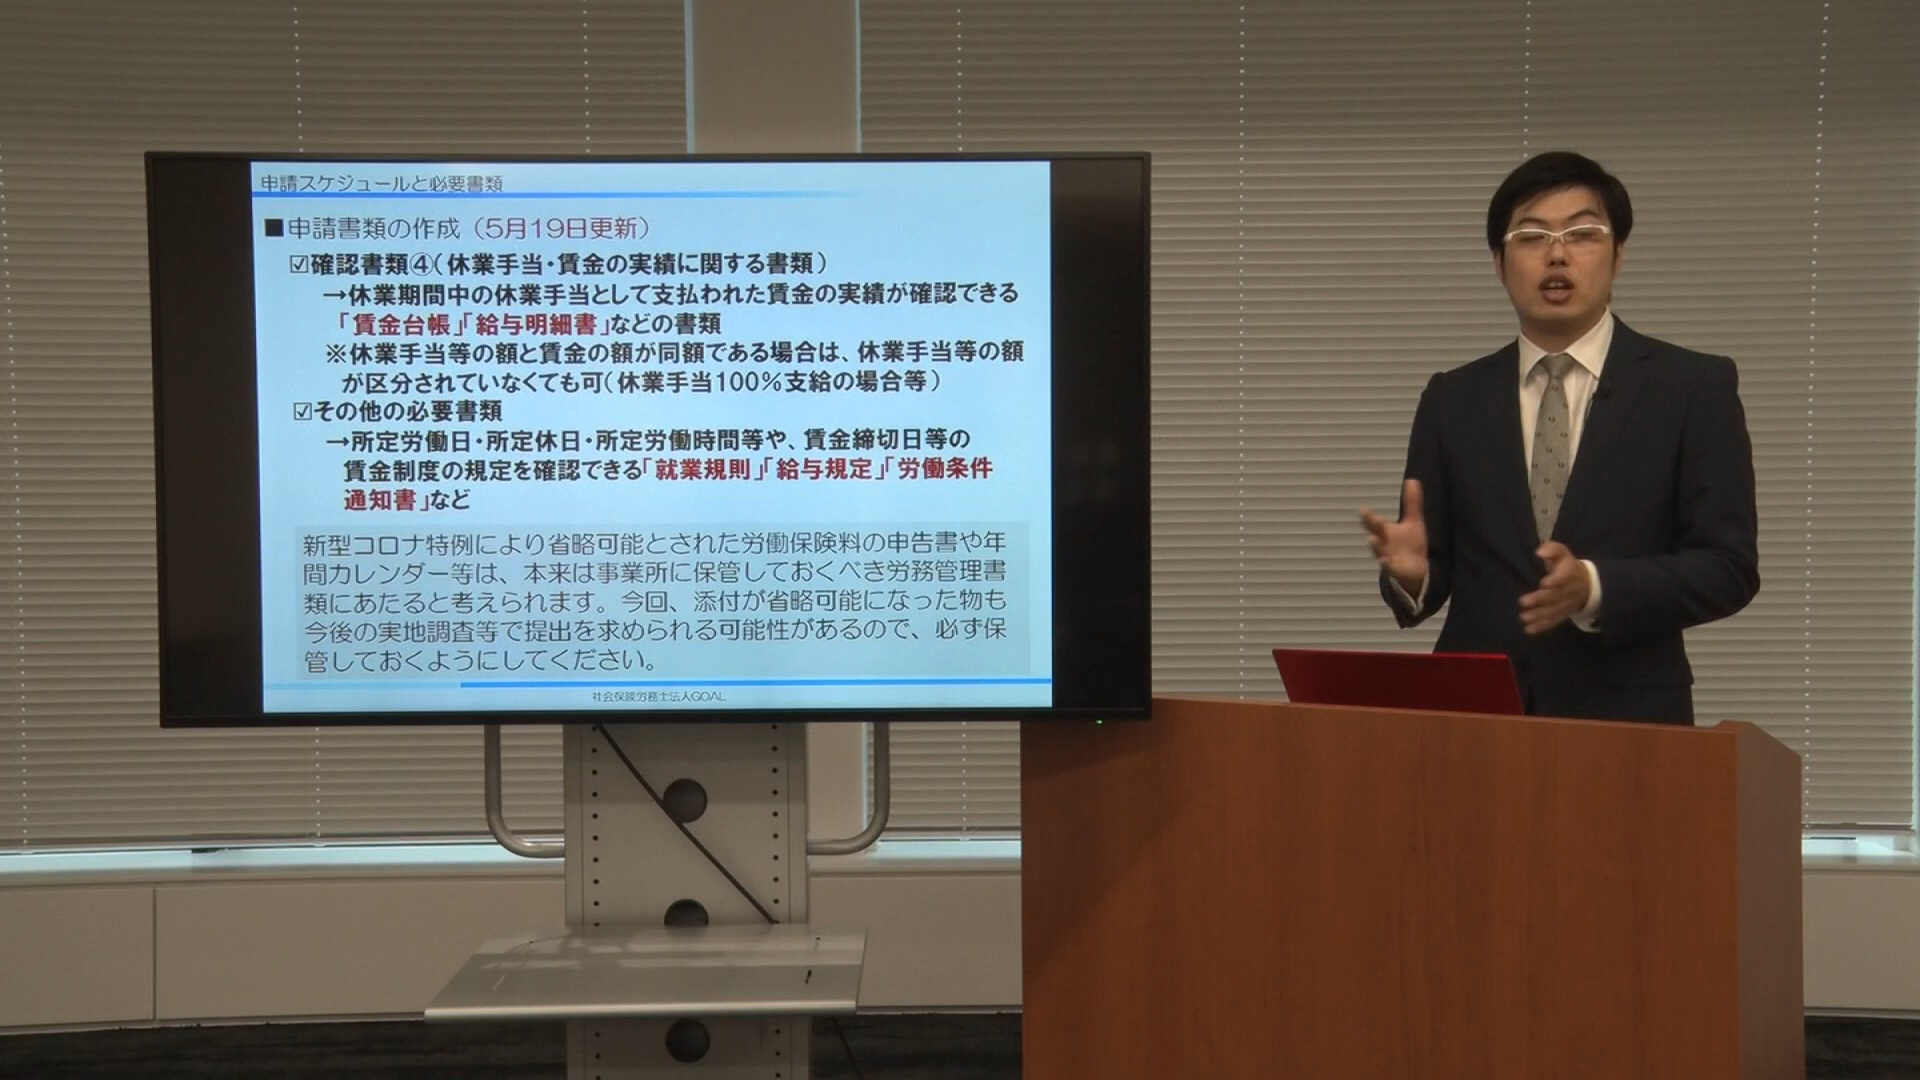 申請スケジュールと必要書類
■申請書類の作成（5月19日更新）
☑確認書類④（休業手当・賃金の実績に関する書類）
→休業期間中の休業手当として支払われた賃金の実績が確認できる
「賃金台帳」「給与明細書」などの書類
※休業手当等の額と賃金の額が同額である場合は、休業手当等の額
が区分されていなくても可（休業手当100％支給の場合等）
☑その他の必要書類
→所定労働日・所定休日・所定労働時間等や、賃金締切日等の
賃金制度の規定を確認できる「就業規則」「給与規定」「労働条件
通知書」など
新型コロナ特例により省略可能とされた労働保険料の申告書や年
間カレンダー等は、本来は事業所に保管しておくべき労務管理書
類にあたると考えられます。今回、添付が省略可能になった物も
今後の実地調査等で提出を求められる可能性があるので、必ず保
管しておくようにしてください。
社会保険労務士法人GOAL